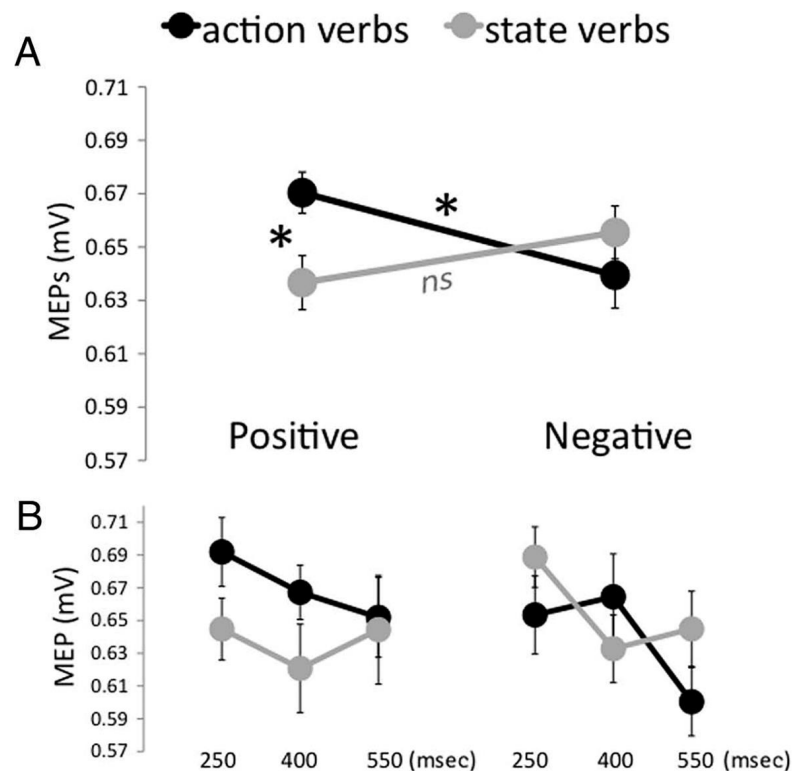 action verbs state verbs
A
0.71
0.69
0.67
0.65
0.63
0.61
0.59
0.57
MEPs (mV)
*
*
ns
Positive Negative
B
0.71
0.69
0.67
0.65
0.63
0.61
0.59
0.57
MEP (mV)
250 400 550 (msec) 250 400 550 (msec)